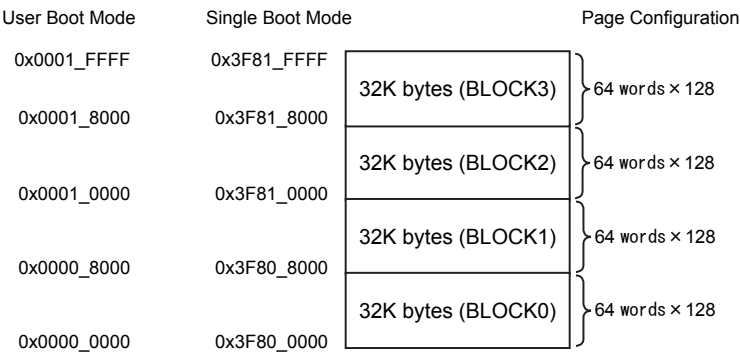 User Boot Mode Single Boot Mode Page Configuration
0x0001_FFFF 0x3F81_FFFF
32K bytes (BLOCK3) 64 words × 128
0x0001_8000 0x3F81_8000
32K bytes (BLOCK2) 64 words × 128
0x0001_0000 0x3F81_0000
32K bytes (BLOCK1) 64 words × 128
0x0000_8000 0x3F80_8000
32K bytes (BLOCK0) 64 words × 128
0x0000_0000 0x3F80_0000